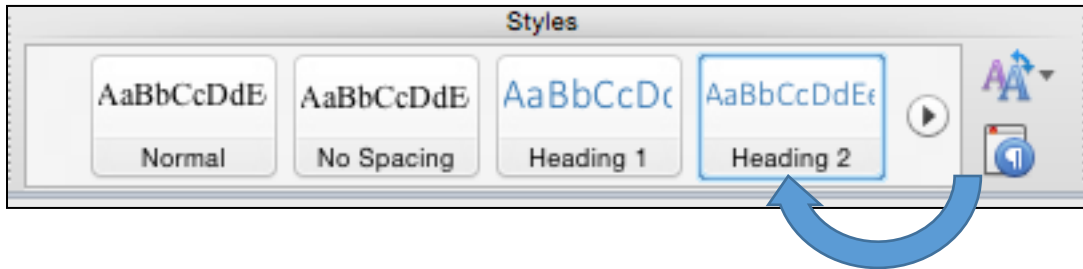 Styles
AaBbCcDdE AaBbCcDdE AaBbCcDc AaBbCcDdEe
Normal No Spacing Heading 1 Heading 2